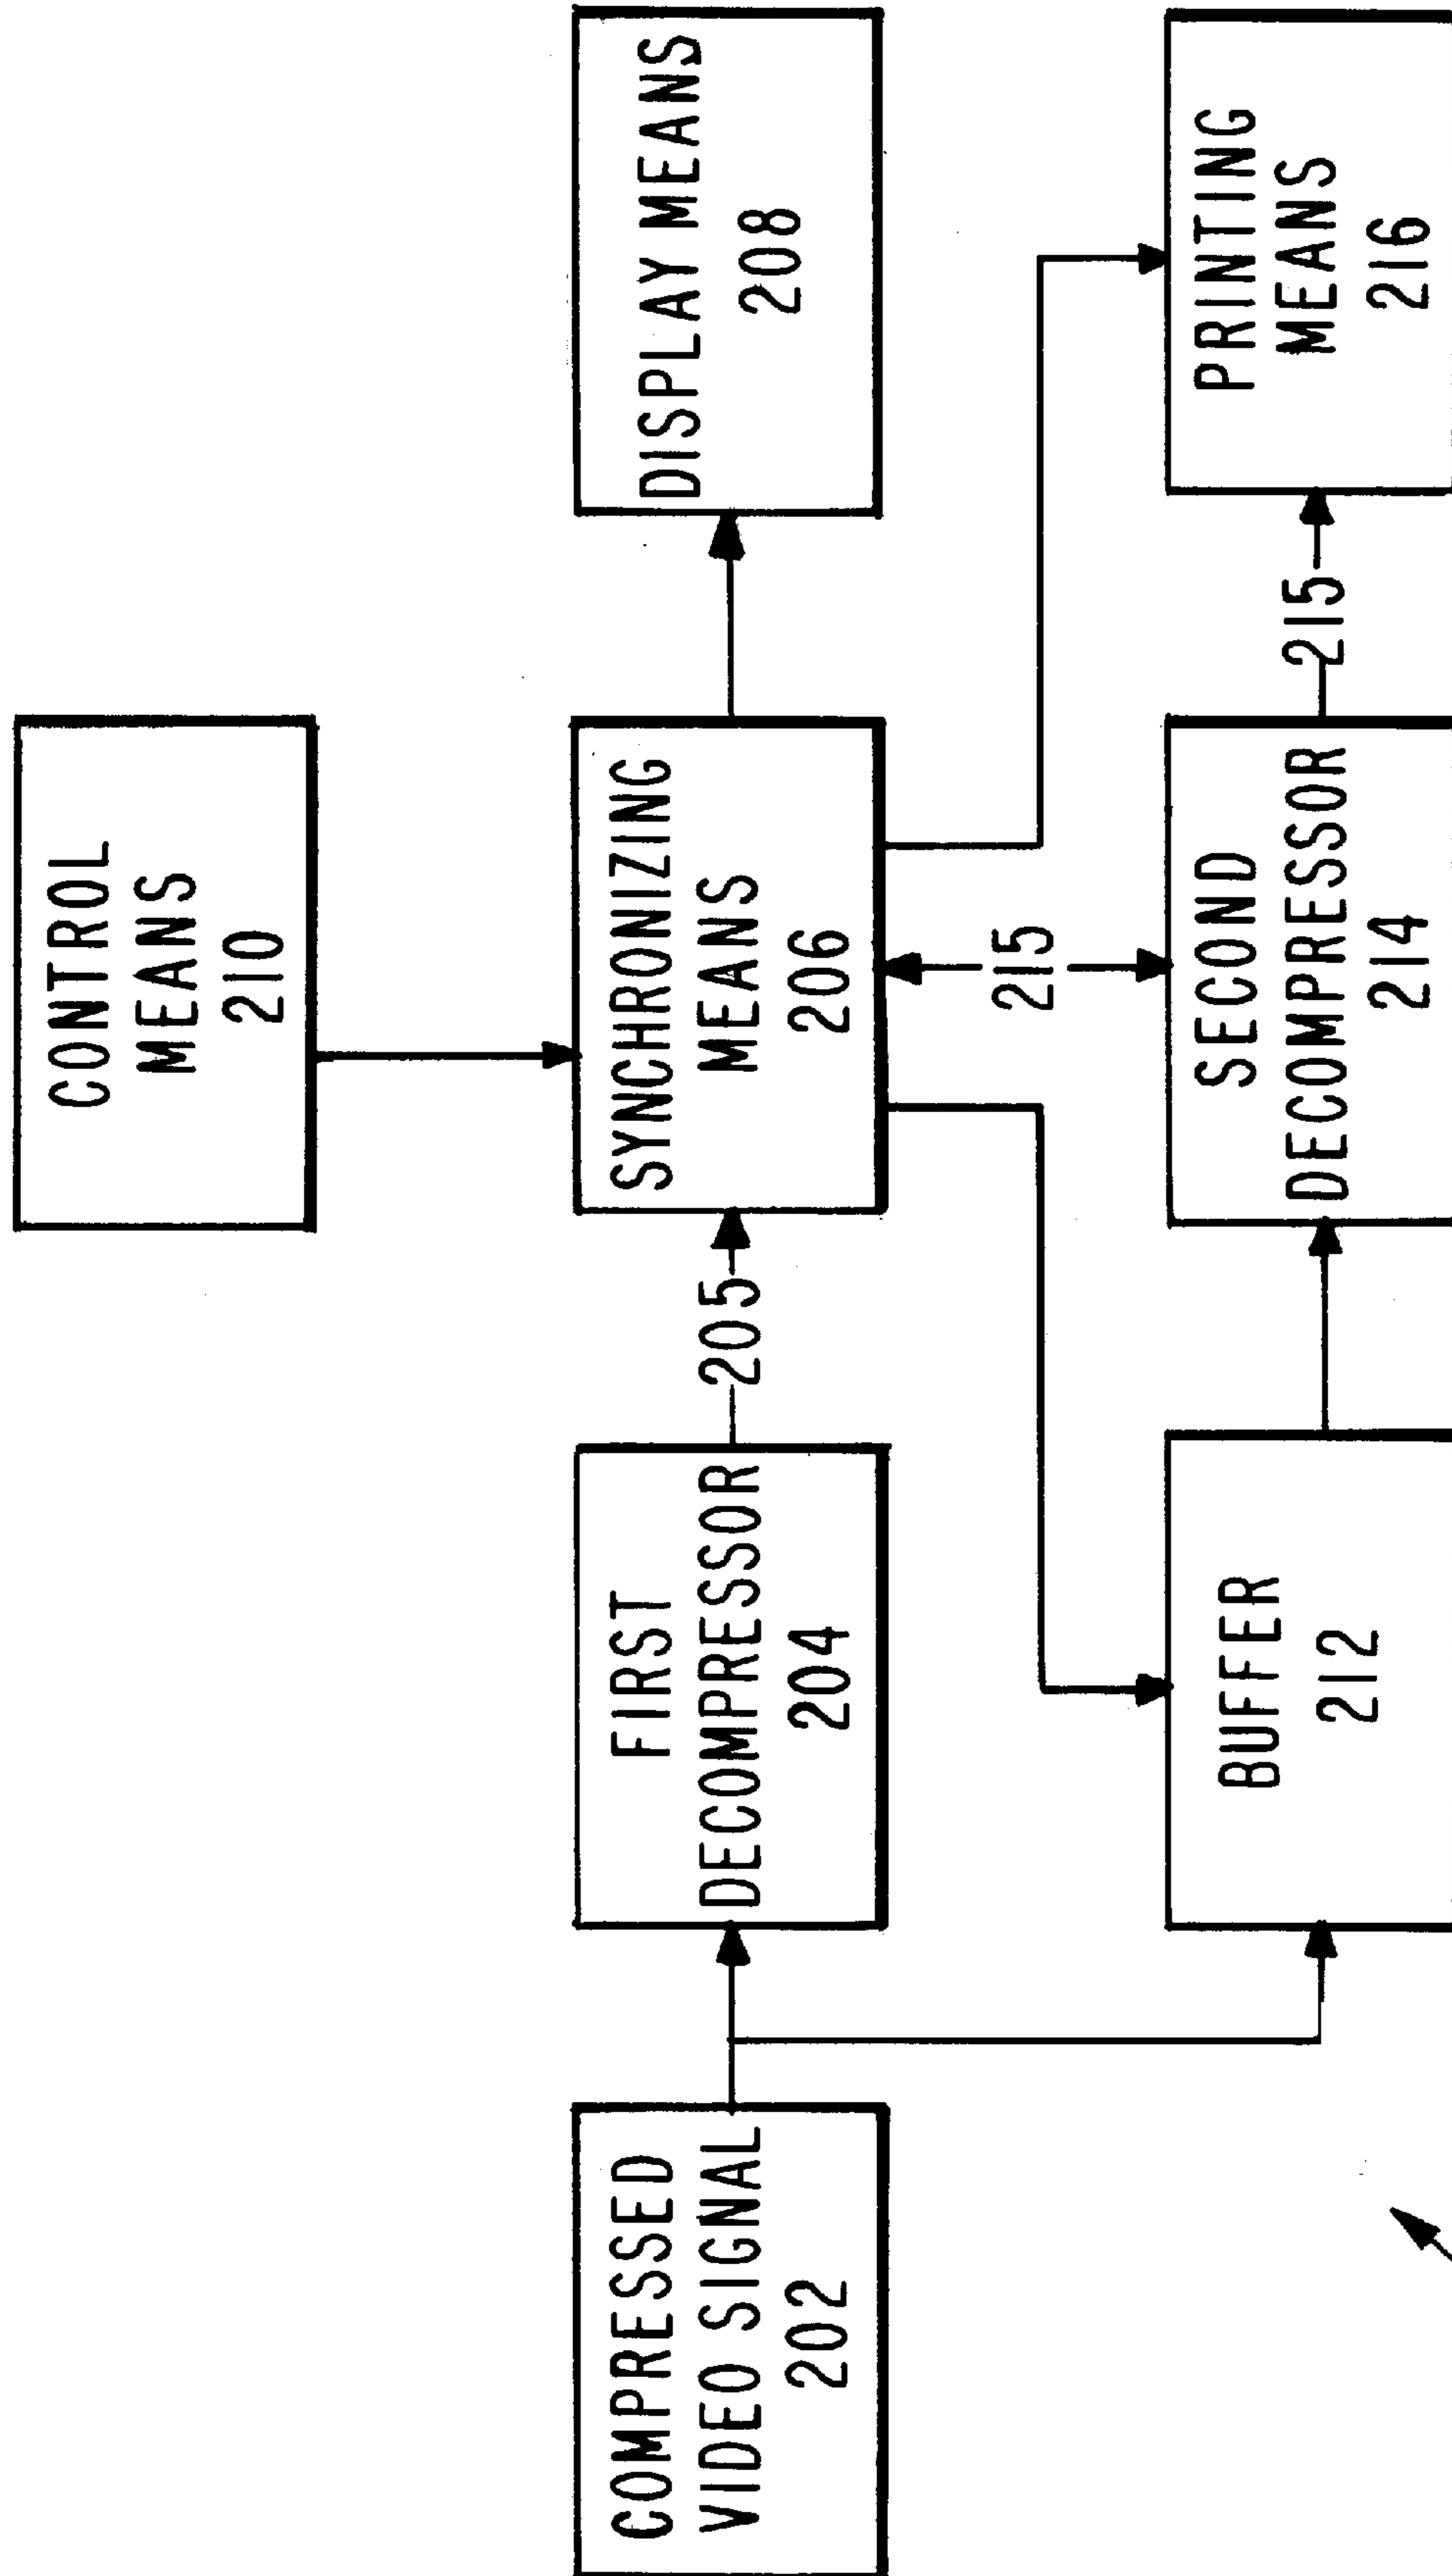 CONTROL
MEANS
210
COMPRESSED
VIDEO SIGNAL
202
FIRST
DECOMPRESSOR
204
205
SYNCHRONIZING
MEANS
206
DISPLAY MEANS
208
215
BUFFER
212
SECOND
DECOMPRESSOR
214
215
PRINTING
MEANS
216